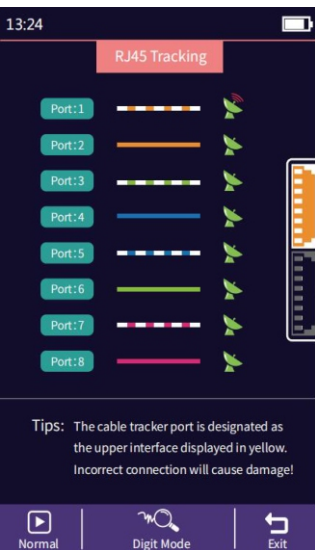 13:24
RJ45 Tracking
Port:1
Port:2
Port:3
Port:4
Port:5
Port:6
Port:7
Port:8
Tips: The cable tracker port is designated as
the upper interface displayed in yellow.
Incorrect connection will cause damage!
Normal Digit Mode Exit